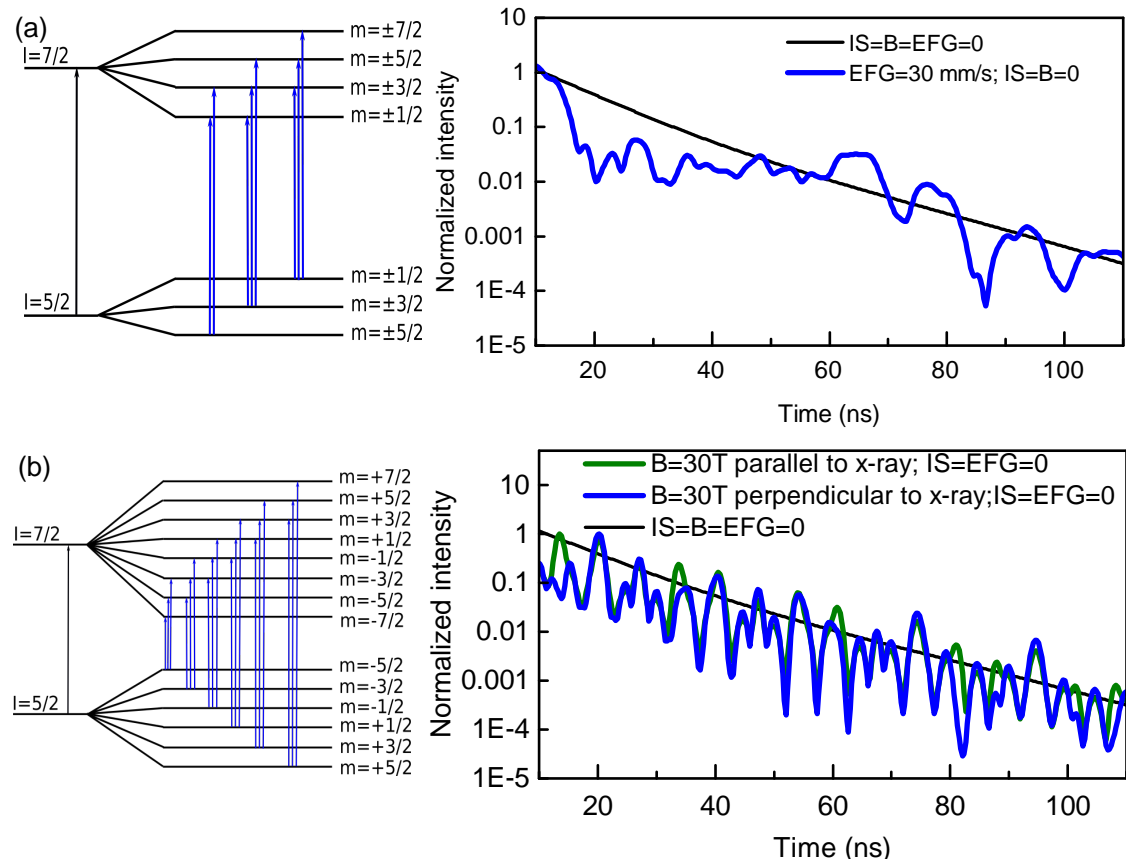 (a)
I=7/2
m=±7/2
m=±5/2
m=±3/2
m=±1/2
I=5/2
m=±1/2
m=±3/2
m=±5/2
10
1
0.1
0.01
0.001
1E-4
1E-5
Normalized intensity
IS=B=EFG=0
EFG=30 mm/s; IS=B=0
20
40
60
80
100
Time (ns)
(b)
I=7/2
m=+7/2
m=+5/2
m=+3/2
m=+1/2
m=-1/2
m=-3/2
m=-5/2
m=-7/2
I=5/2
m=-5/2
m=-3/2
m=-1/2
m=+1/2
m=+3/2
m=+5/2
10
1
0.1
0.01
0.001
1E-4
1E-5
Normalized intensity
B=30T parallel to x-ray; IS=EFG=0
B=30T perpendicular to x-ray;IS=EFG=0
IS=B=EFG=0
20
40
60
80
100
Time (ns)